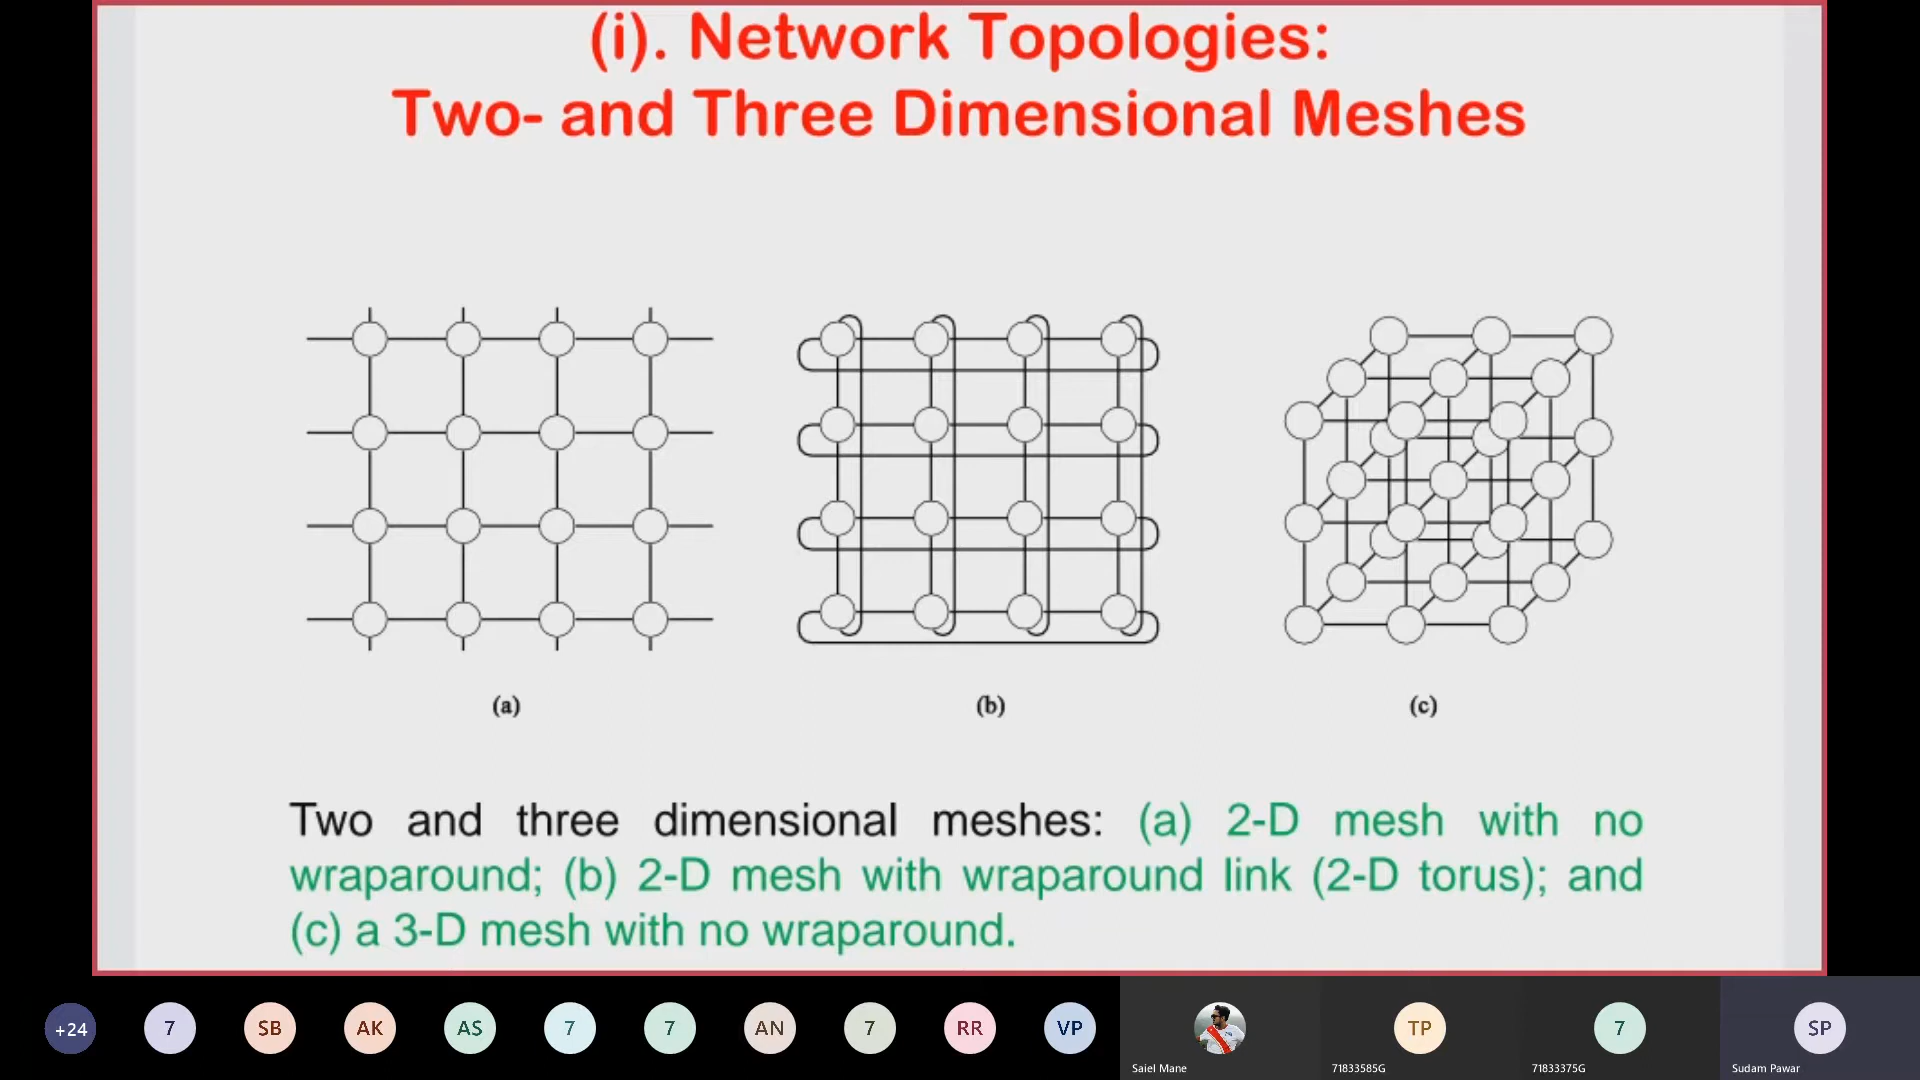 (i). Network Topologies:
Two- and Three Dimensional Meshes
(a)
(b)
(c)
Two and three dimensional meshes: (a) 2-D mesh with no
wraparound; (b) 2-D mesh with wraparound link (2-D torus); and
(c) a 3-D mesh with no wraparound.
+24
7
SB
AK
AS
7
7
AN
7
RR
VP
TP
7
SP
Saiel Mane
71833585G
71833375G
Sudam Pawar